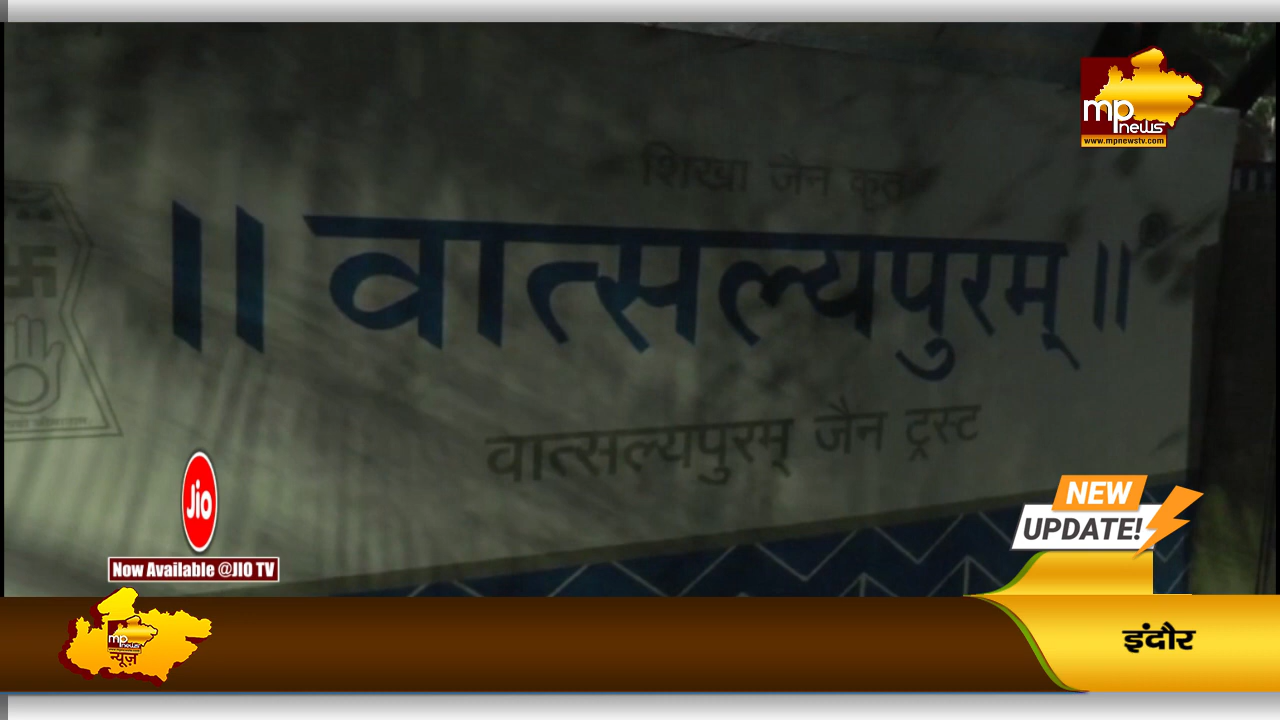 mp
news
www.mpnewstv.com
शिखा जैन कृत
|| वात्सल्यपुरम् ||
वात्सल्यपुरम् जैन ट्रस्ट
Jio
Now Available @JIO TV
NEW
UPDATE!
mp
news
न्यूज़
इंदौर